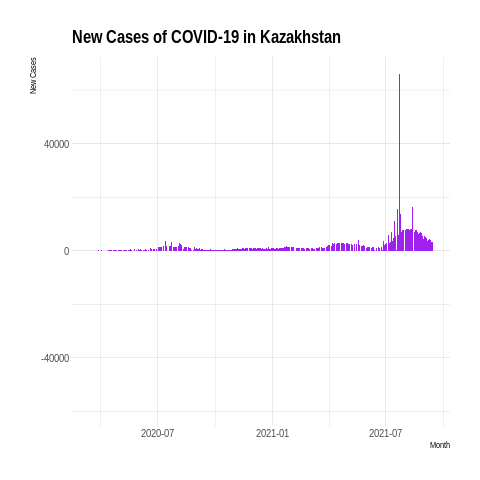 New Cases of COVID-19 in Kazakhstan
New Cases
40000
0
-40000
2020-07
2021-01
2021-07
Month